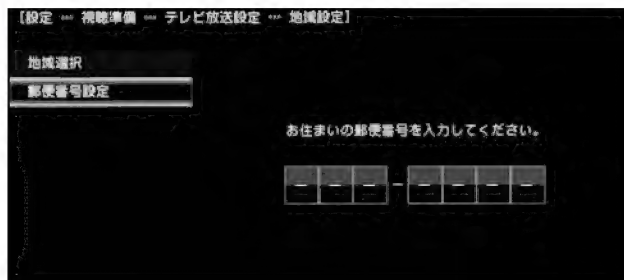 [設定 … 視聴準備 … テレビ放送設定 … 地域設定]
地域選択
郵便番号設定
お住まいの郵便番号を入力してください。
– – – – – – – –